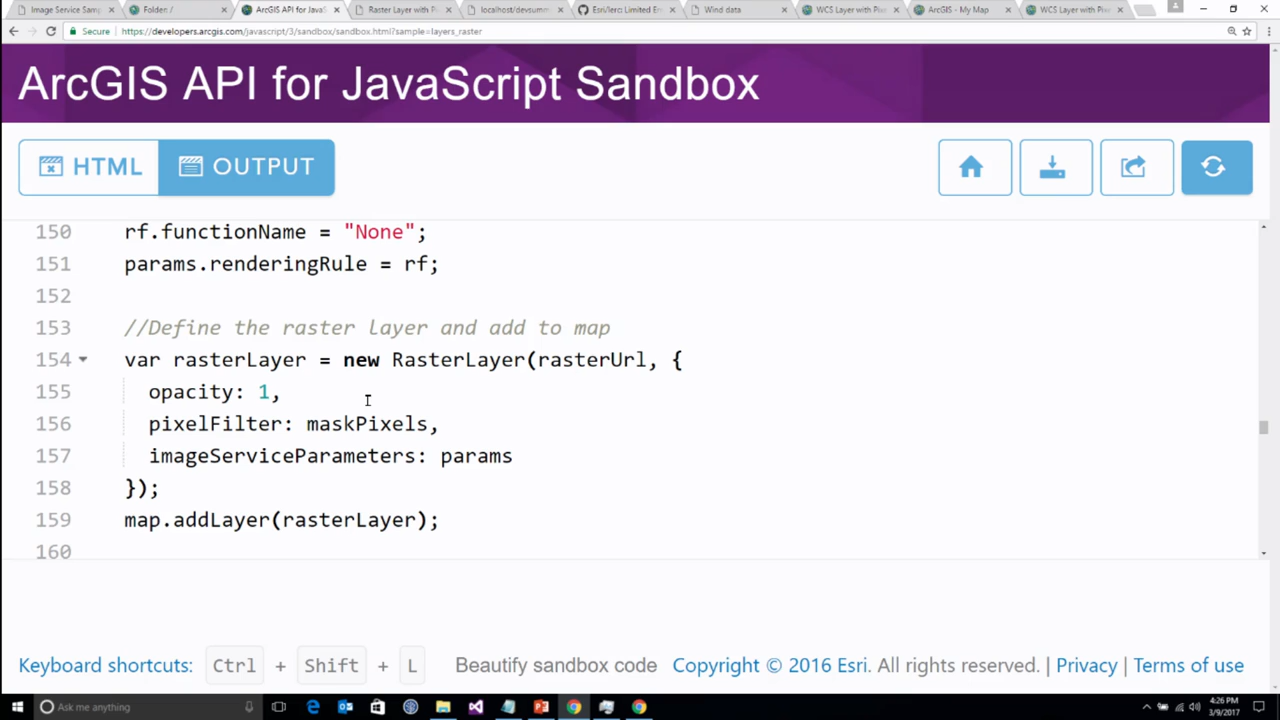 Image Service Samp
Folder: /
ArcGIS API for JavaS
Raster Layer with Pi
localhost/devsumm
Esri/lerc: Limited Er
Wind data
WCS Layer with Pixe
ArcGIS - My Map
WCS Layer with Pixe
Secure
https://developers.arcgis.com/javascript/3/sandbox/sandbox.html?sample=layers_raster
ArcGIS API for JavaScript Sandbox
HTML
OUTPUT
150 rf.functionName = "None";
151 params.renderingRule = rf;
152
153 //Define the raster layer and add to map
154 var rasterLayer = new RasterLayer(rasterUrl, {
155 opacity: 1,
156 pixelFilter: maskPixels,
157 imageServiceParameters: params
158 });
159 map.addLayer(rasterLayer);
160
Keyboard shortcuts: Ctrl + Shift + L Beautify sandbox code Copyright © 2016 Esri. All rights reserved. | Privacy | Terms of use
Ask me anything
4:26 PM
3/9/2017